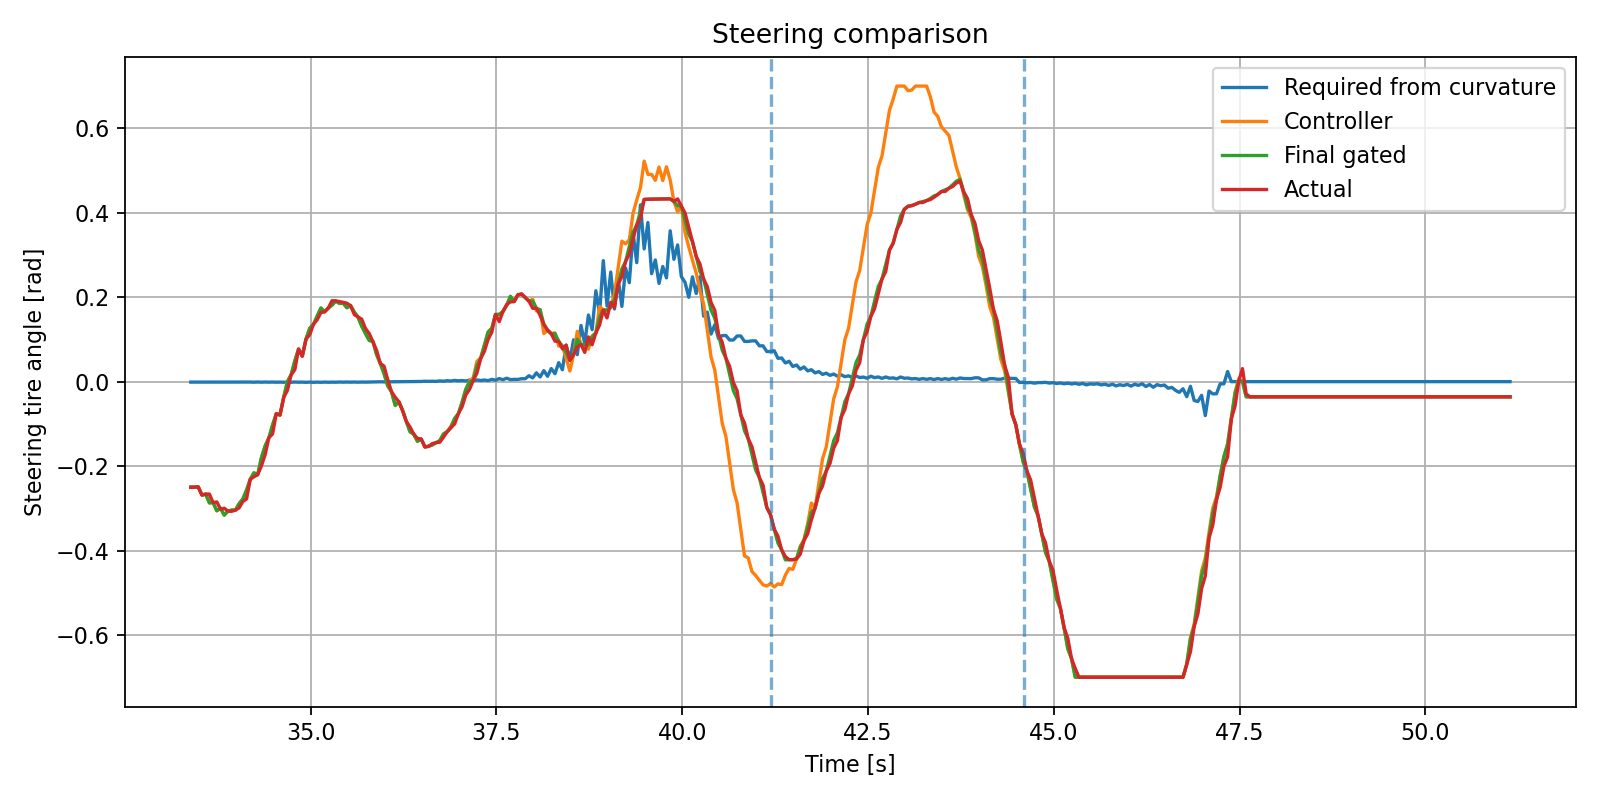 Steering comparison
Required from curvature
Controller
Final gated
Actual
Steering tire angle [rad]
0.6
0.4
0.2
0.0
−0.2
−0.4
−0.6
35.0 37.5 40.0 42.5 45.0 47.5 50.0
Time [s]